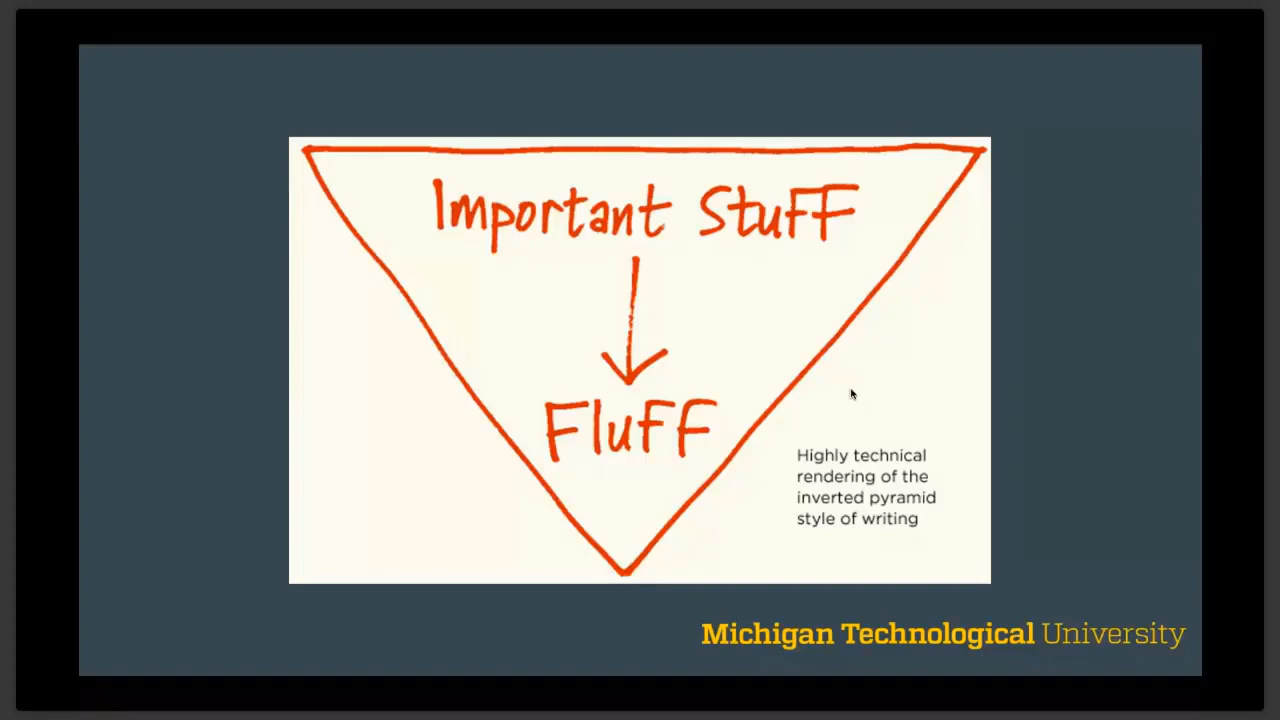 Important Stuff
Fluff
Highly technical
rendering of the
inverted pyramid
style of writing
Michigan Technological University